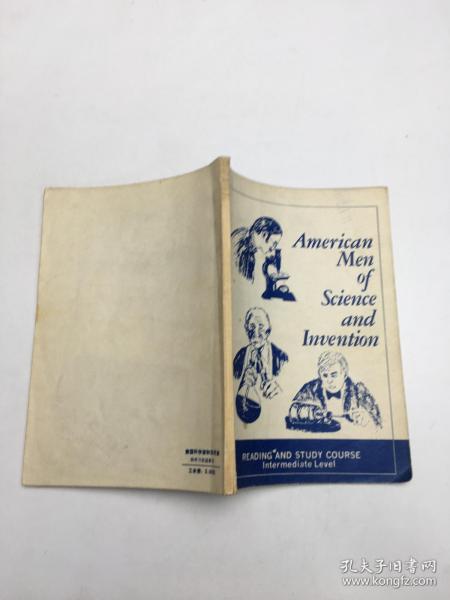 American
Men
of
Science
and
Invention
READING AND STUDY COURSE
Intermediate Level
孔夫子旧书网
www.kongfz.com